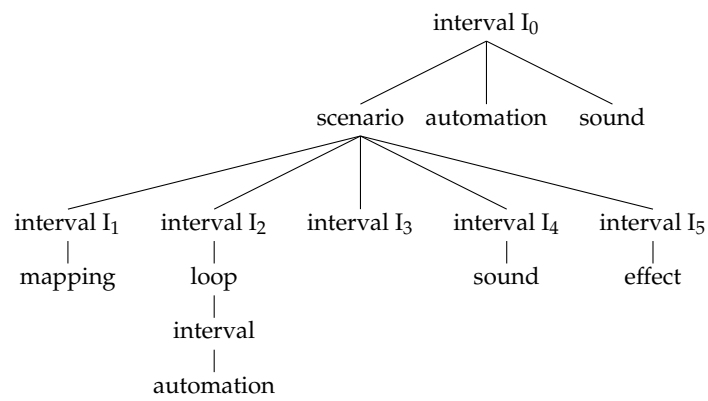 interval I₀
scenario automation sound
interval I₁ interval I₂ interval I₃ interval I₄ interval I₅
mapping loop sound effect
interval
automation